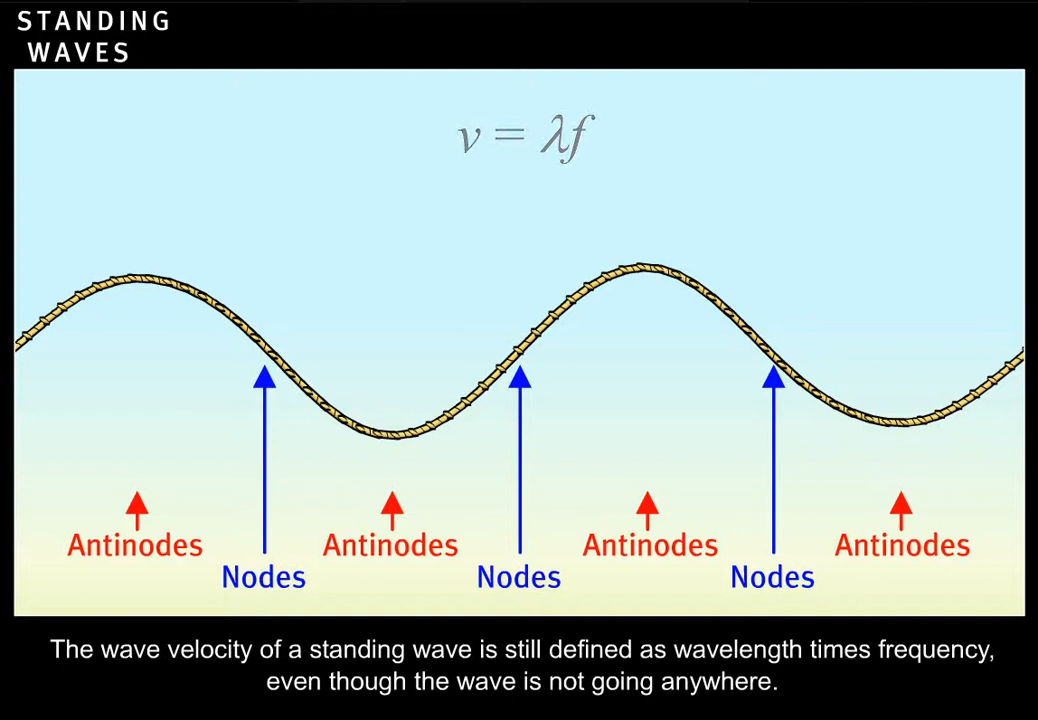 STANDING
WAVES
v = λf
Antinodes Antinodes Antinodes Antinodes
Nodes Nodes Nodes
The wave velocity of a standing wave is still defined as wavelength times frequency,
even though the wave is not going anywhere.